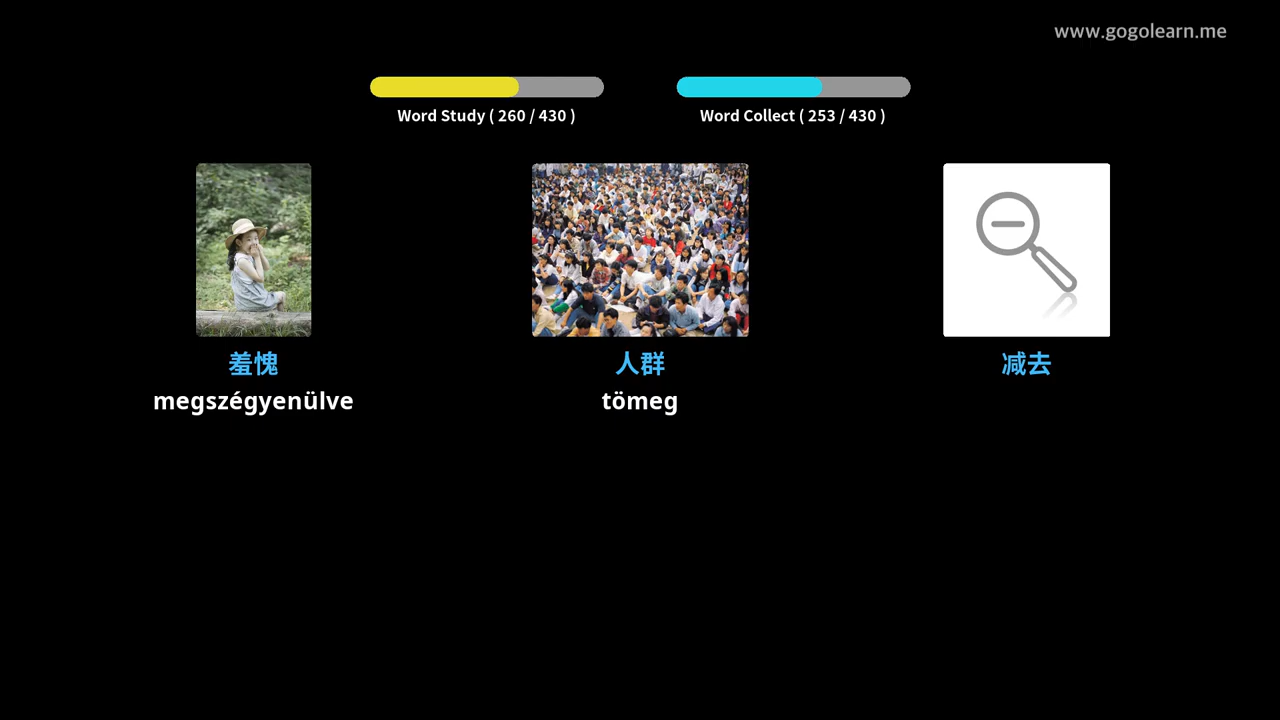 www.gogolearn.me
Word Study ( 260 / 430 )
Word Collect ( 253 / 430 )
羞愧
人群
减去
megszégyenülve
tömeg